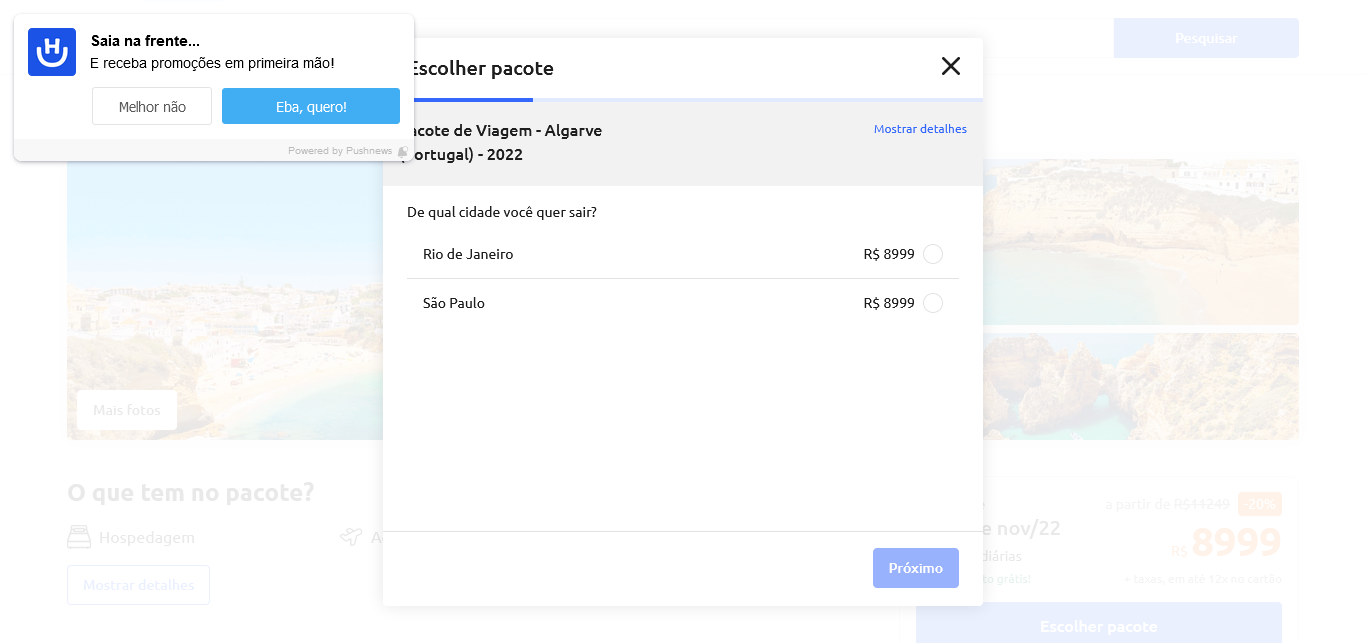 Pesquisar
Saia na frente...
E receba promoções em primeira mão!
Melhor não
Eba, quero!
Powered by Pushnews
Escolher pacote
Mostrar detalhes
de Viagem - Algarve
- 2022
De qual cidade você quer sair?
Rio de Janeiro
R$ 8999
São Paulo
R$ 8999
Mais fotos
O que tem no pacote?
Hospedagem
Mostrar detalhes
a partir de R$11249
-20%
nov/22
R$ 8999
diárias
grátis!
+ taxas, em até 12x no cartão
Próximo
Escolher pacote